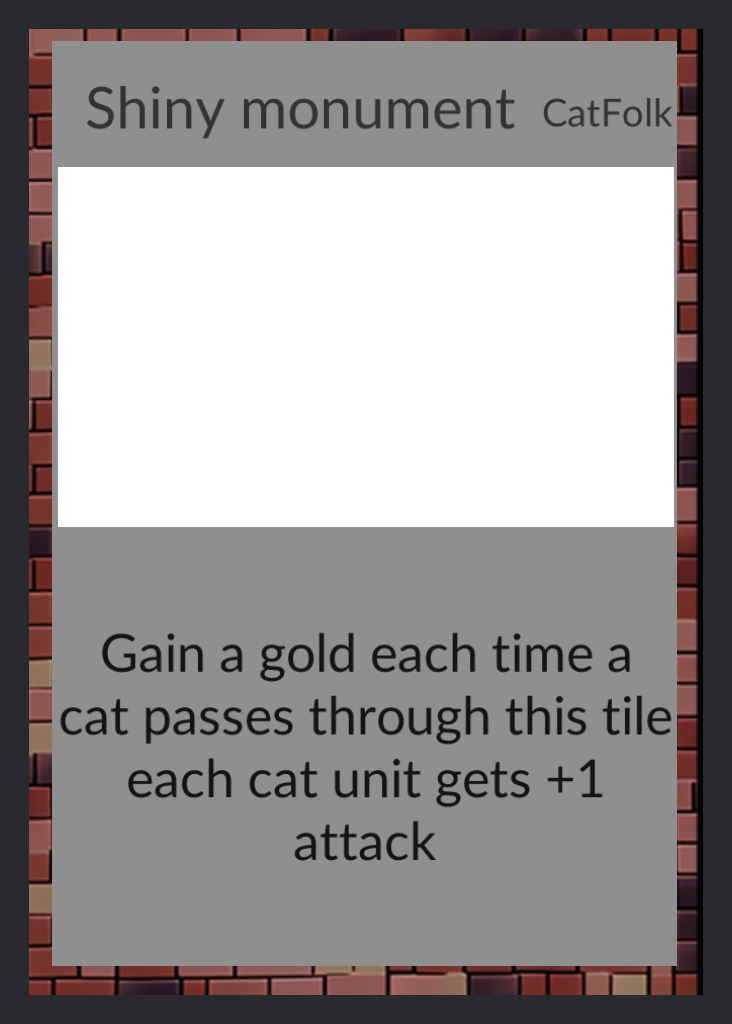 Shiny monument CatFolk
Gain a gold each time a
cat passes through this tile
each cat unit gets +1
attack